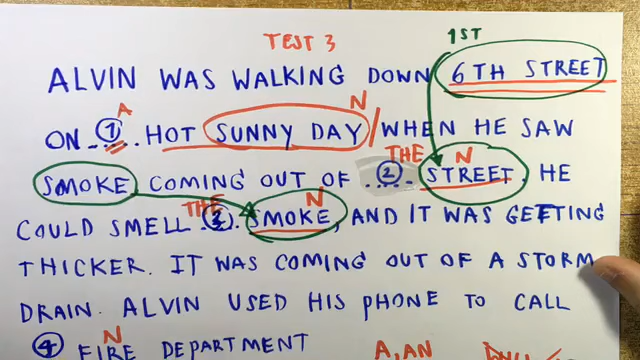 TEST 3
1ST
ALVIN WAS WALKING DOWN 6TH STREET
A
N
ON ..1... HOT SUNNY DAY / WHEN HE SAW
THE N
SMOKE COMING OUT OF ..2... STREET. HE
THE N
COULD SMELL ..3.. SMOKE, AND IT WAS GETTING
THICKER. IT WAS COMING OUT OF A STORM
DRAIN. ALVIN USED HIS PHONE TO CALL
N
4 FIRE DEPARTMENT
A, AN